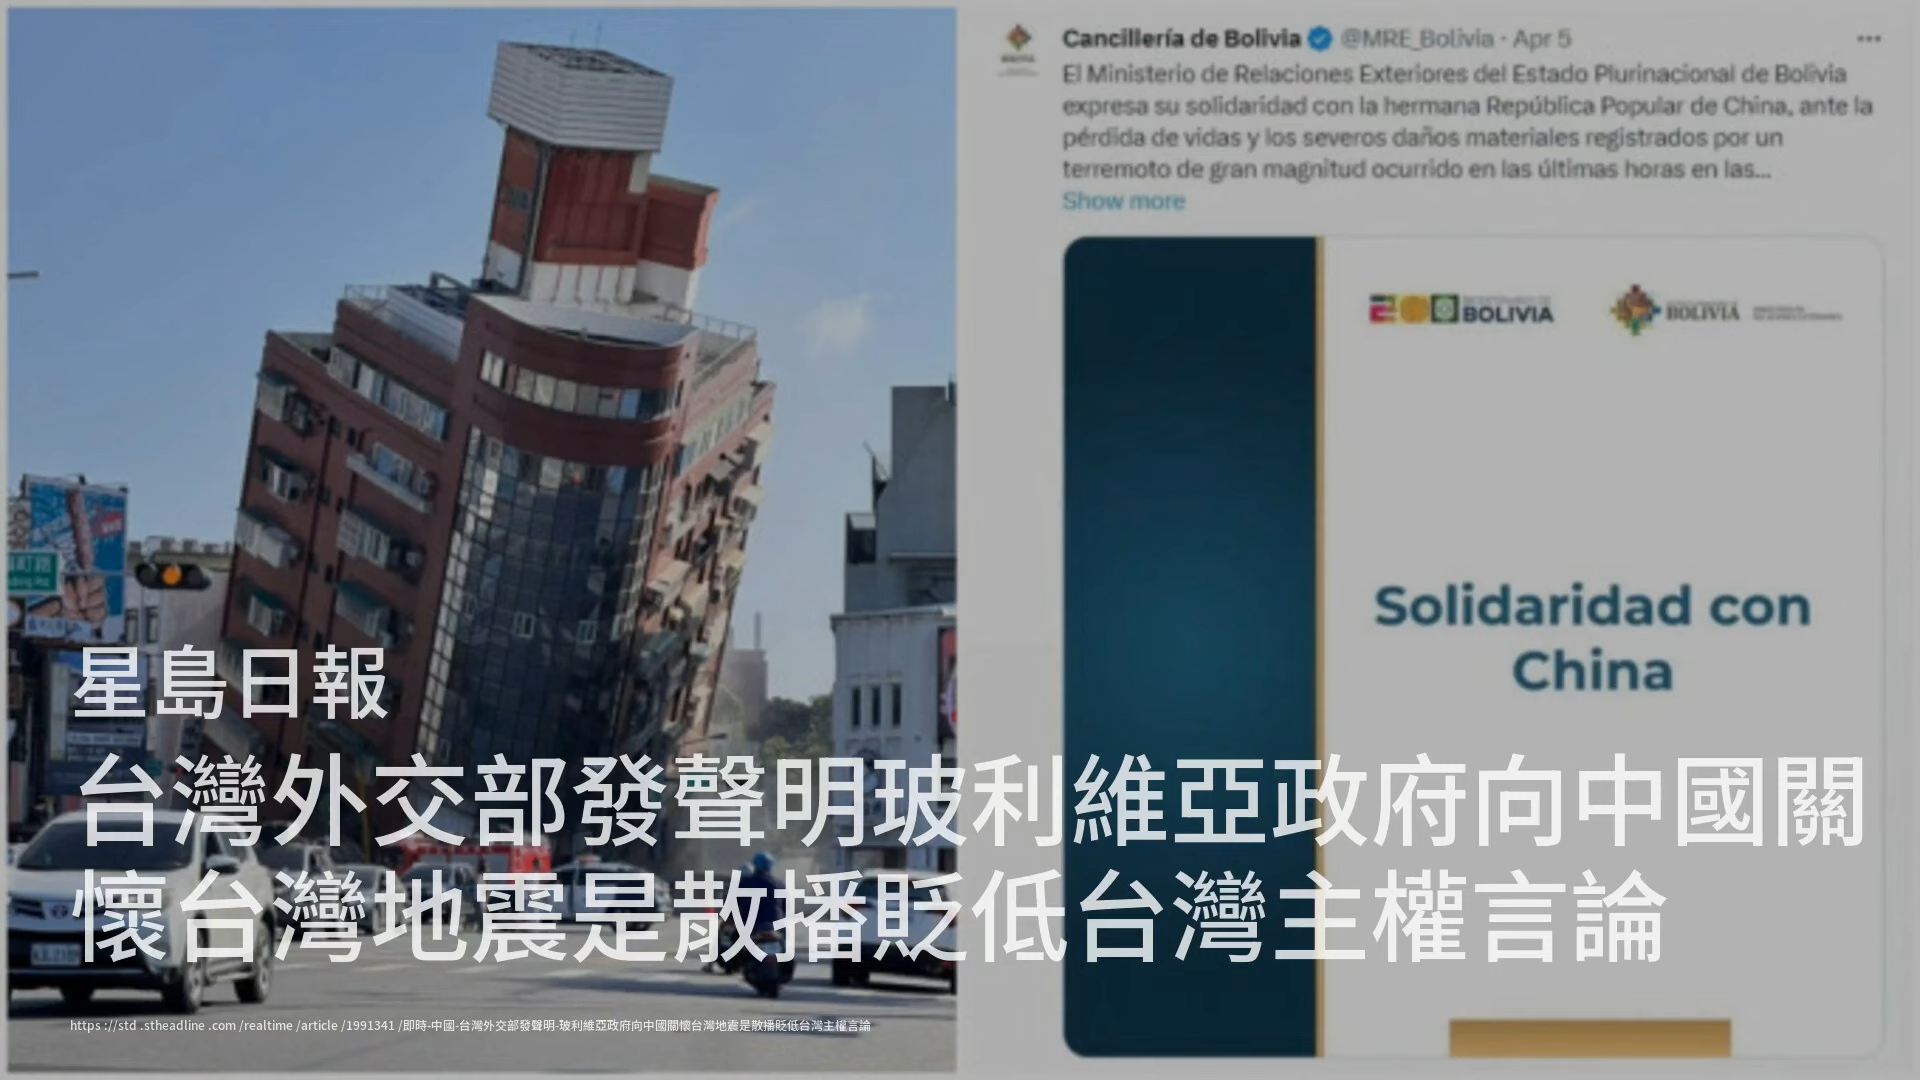 Cancillería de Bolivia @MRE_Bolivia · Apr 5
El Ministerio de Relaciones Exteriores del Estado Plurinacional de Bolivia
expresa su solidaridad con la hermana República Popular de China, ante la
pérdida de vidas y los severos daños materiales registrados por un
terremoto de gran magnitud ocurrido en las últimas horas en las...
Show more
BOLIVIA
BOLIVIA
Solidaridad con
China
星島日報
台灣外交部發聲明玻利維亞政府向中國關
懷台灣地震是散播貶低台灣主權言論
https ://std .stheadline .com /realtime /article /1991341 /即時-中國-台灣外交部發聲明-玻利維亞政府向中國關懷台灣地震是散播貶低台灣主權言論